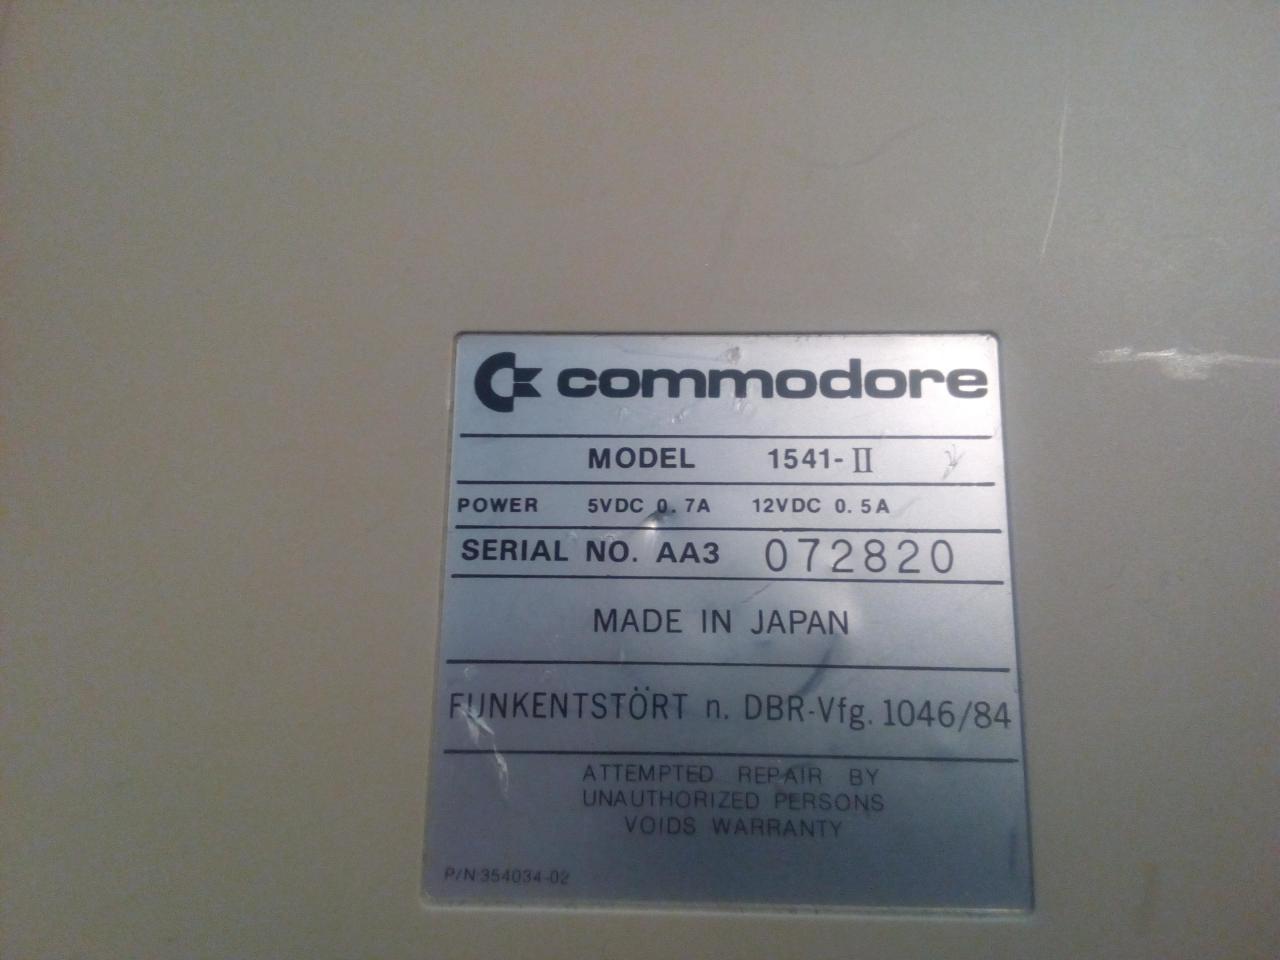 commodore
MODEL 1541-II
POWER 5VDC 0.7A 12VDC 0.5A
SERIAL NO. AA3 072820
MADE IN JAPAN
FUNKENTSTÖRT n. DBR-Vfg. 1046/84
ATTEMPTED REPAIR BY
UNAUTHORIZED PERSONS
VOIDS WARRANTY
P/N 354034-02